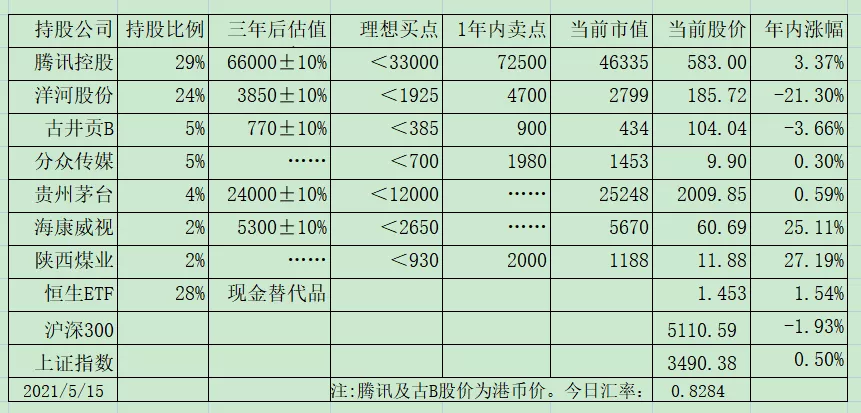 持股公司 持股比例 三年后估值 理想买点 1年内卖点 当前市值 当前股价 年内涨幅
腾讯控股 29% 66000±10% <33000 72500 46335 583.00 3.37%
洋河股份 24% 3850±10% <1925 4700 2799 185.72 -21.30%
古井贡B 5% 770±10% <385 900 434 104.04 -3.66%
分众传媒 5% …… <700 1980 1453 9.90 0.30%
贵州茅台 4% 24000±10% <12000 …… 25248 2009.85 0.59%
海康威视 2% 5300±10% <2650 …… 5670 60.69 25.11%
陕西煤业 2% …… <930 2000 1188 11.88 27.19%
恒生ETF 28% 现金替代品 1.453 1.54%
沪深300 5110.59 -1.93%
上证指数 3490.38 0.50%
2021/5/15 注:腾讯及古B股价为港币价。今日汇率: 0.8284